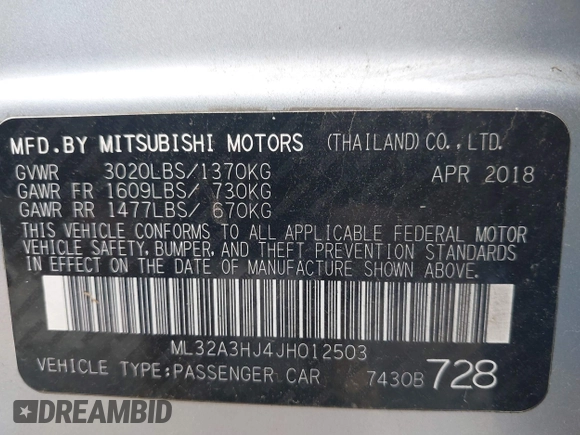 MFD.BY MITSUBISHI MOTORS (THAILAND)CO.,LTD.
GVWR 3020LBS/1370KG APR 2018
GAWR FR 1609LBS/ 730KG
GAWR RR 1477LBS/ 670KG
THIS VEHICLE CONFORMS TO ALL APPLICABLE FEDERAL MOTOR
VEHICLE SAFETY, BUMPER, AND THEFT PREVENTION STANDARDS
IN EFFECT ON THE DATE OF MANUFACTURE SHOWN ABOVE.
ML32A3HJ4JH012503
VEHICLE TYPE:PASSENGER CAR 7430B 728
DREAMBID